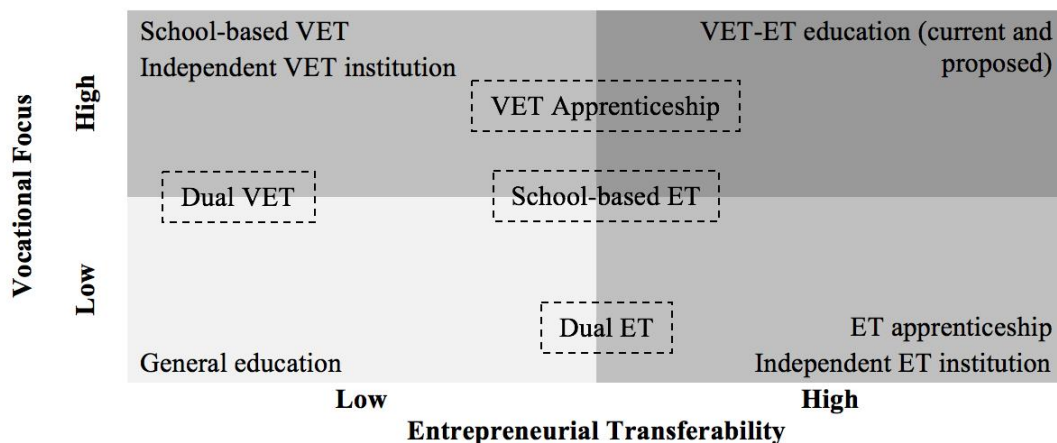 School-based VET
Independent VET institution
VET-ET education (current and
proposed)
VET Apprenticeship
Dual VET
School-based ET
Dual ET
General education
ET apprenticeship
Independent ET institution
Vocational Focus
High
Low
Low
High
Entrepreneurial Transferability